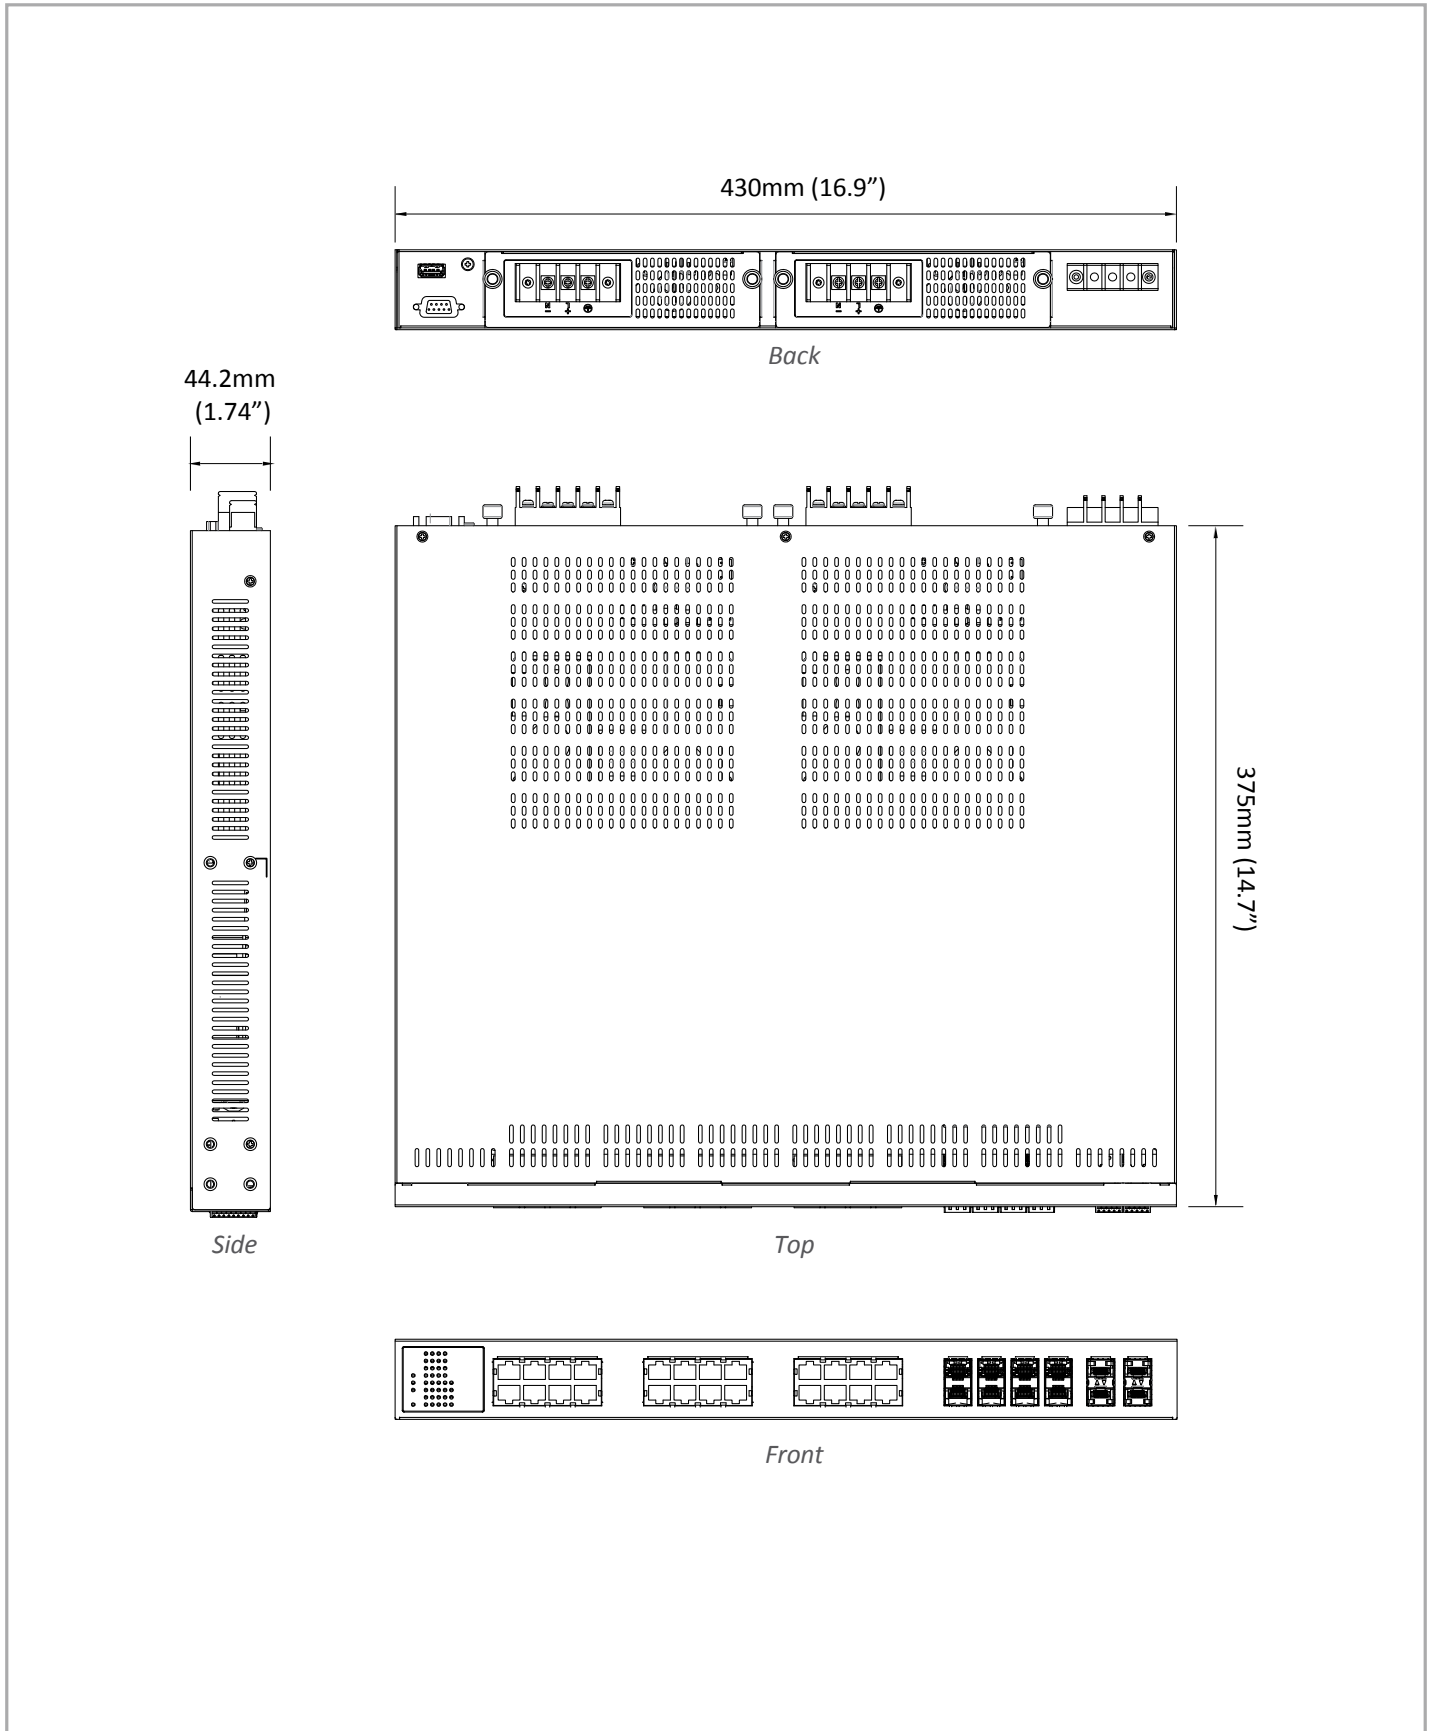 430mm (16.9”)
Back
44.2mm
(1.74”)
375mm (14.7”)
Side
Top
Front